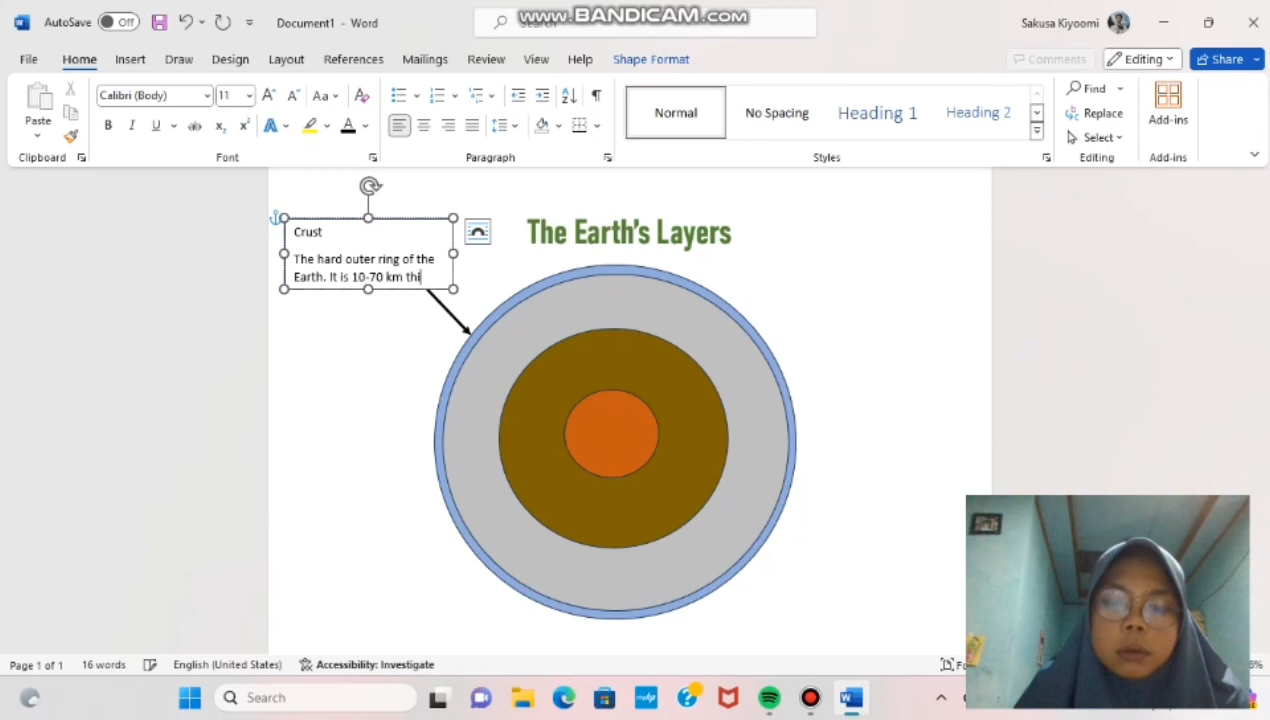 www.BANDICAM.com
AutoSave Off Document1 - Word Sakusa Kiyoomi
File Home Insert Draw Design Layout References Mailings Review View Help Shape Format Comments Editing Share
Paste Calibri (Body) 11 Aa Normal No Spacing Heading 1 Heading 2 Find Replace Select Add-ins
Clipboard Font Paragraph Styles Editing Add-ins
The Earth's Layers
Crust
The hard outer ring of the
Earth. It is 10-70 km thi
Page 1 of 1 16 words English (United States) Accessibility: Investigate
Search